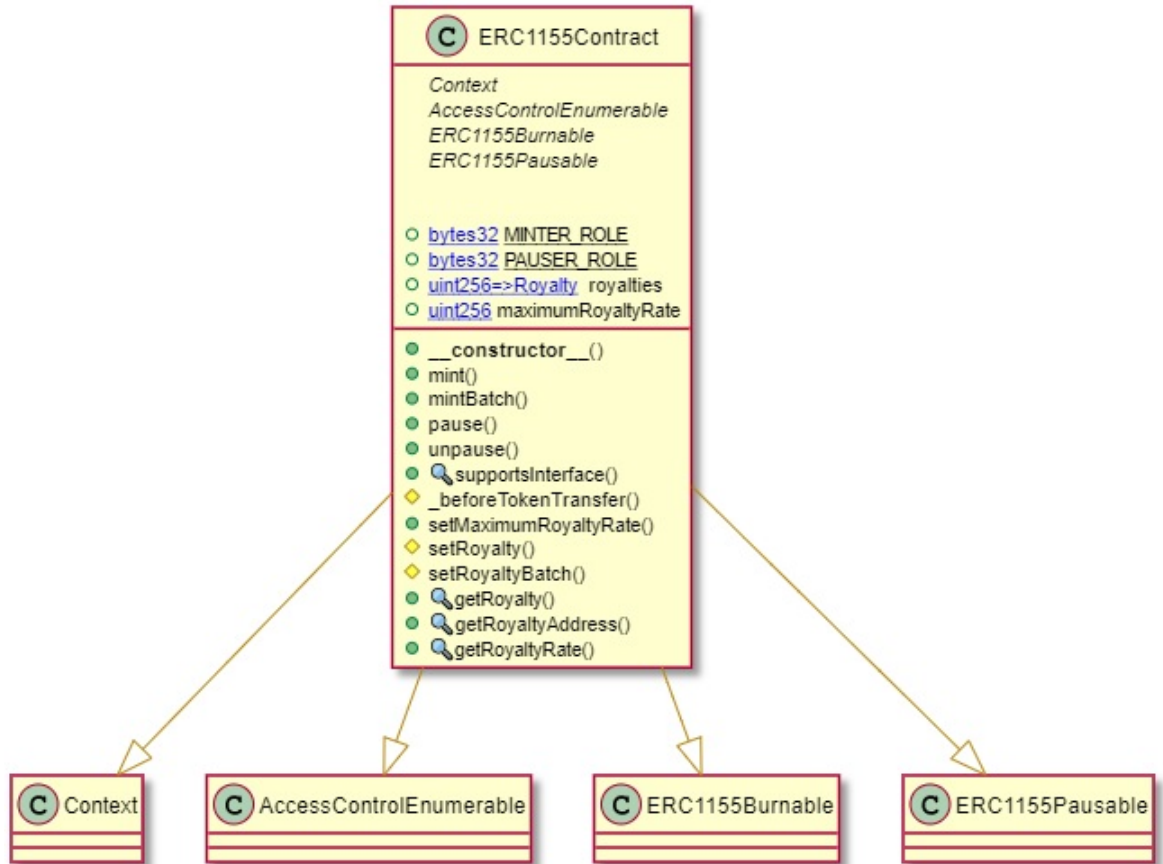 C ERC1155Contract
Context
AccessControlEnumerable
ERC1155Burnable
ERC1155Pausable
bytes32 MINTER_ROLE
bytes32 PAUSER_ROLE
uint256=>Royalty royalties
uint256 maximumRoyaltyRate
__constructor__()
mint()
mintBatch()
pause()
unpause()
supportsInterface()
_beforeTokenTransfer()
setMaximumRoyaltyRate()
setRoyalty()
setRoyaltyBatch()
getRoyalty()
getRoyaltyAddress()
getRoyaltyRate()
C Context
C AccessControlEnumerable
C ERC1155Burnable
C ERC1155Pausable